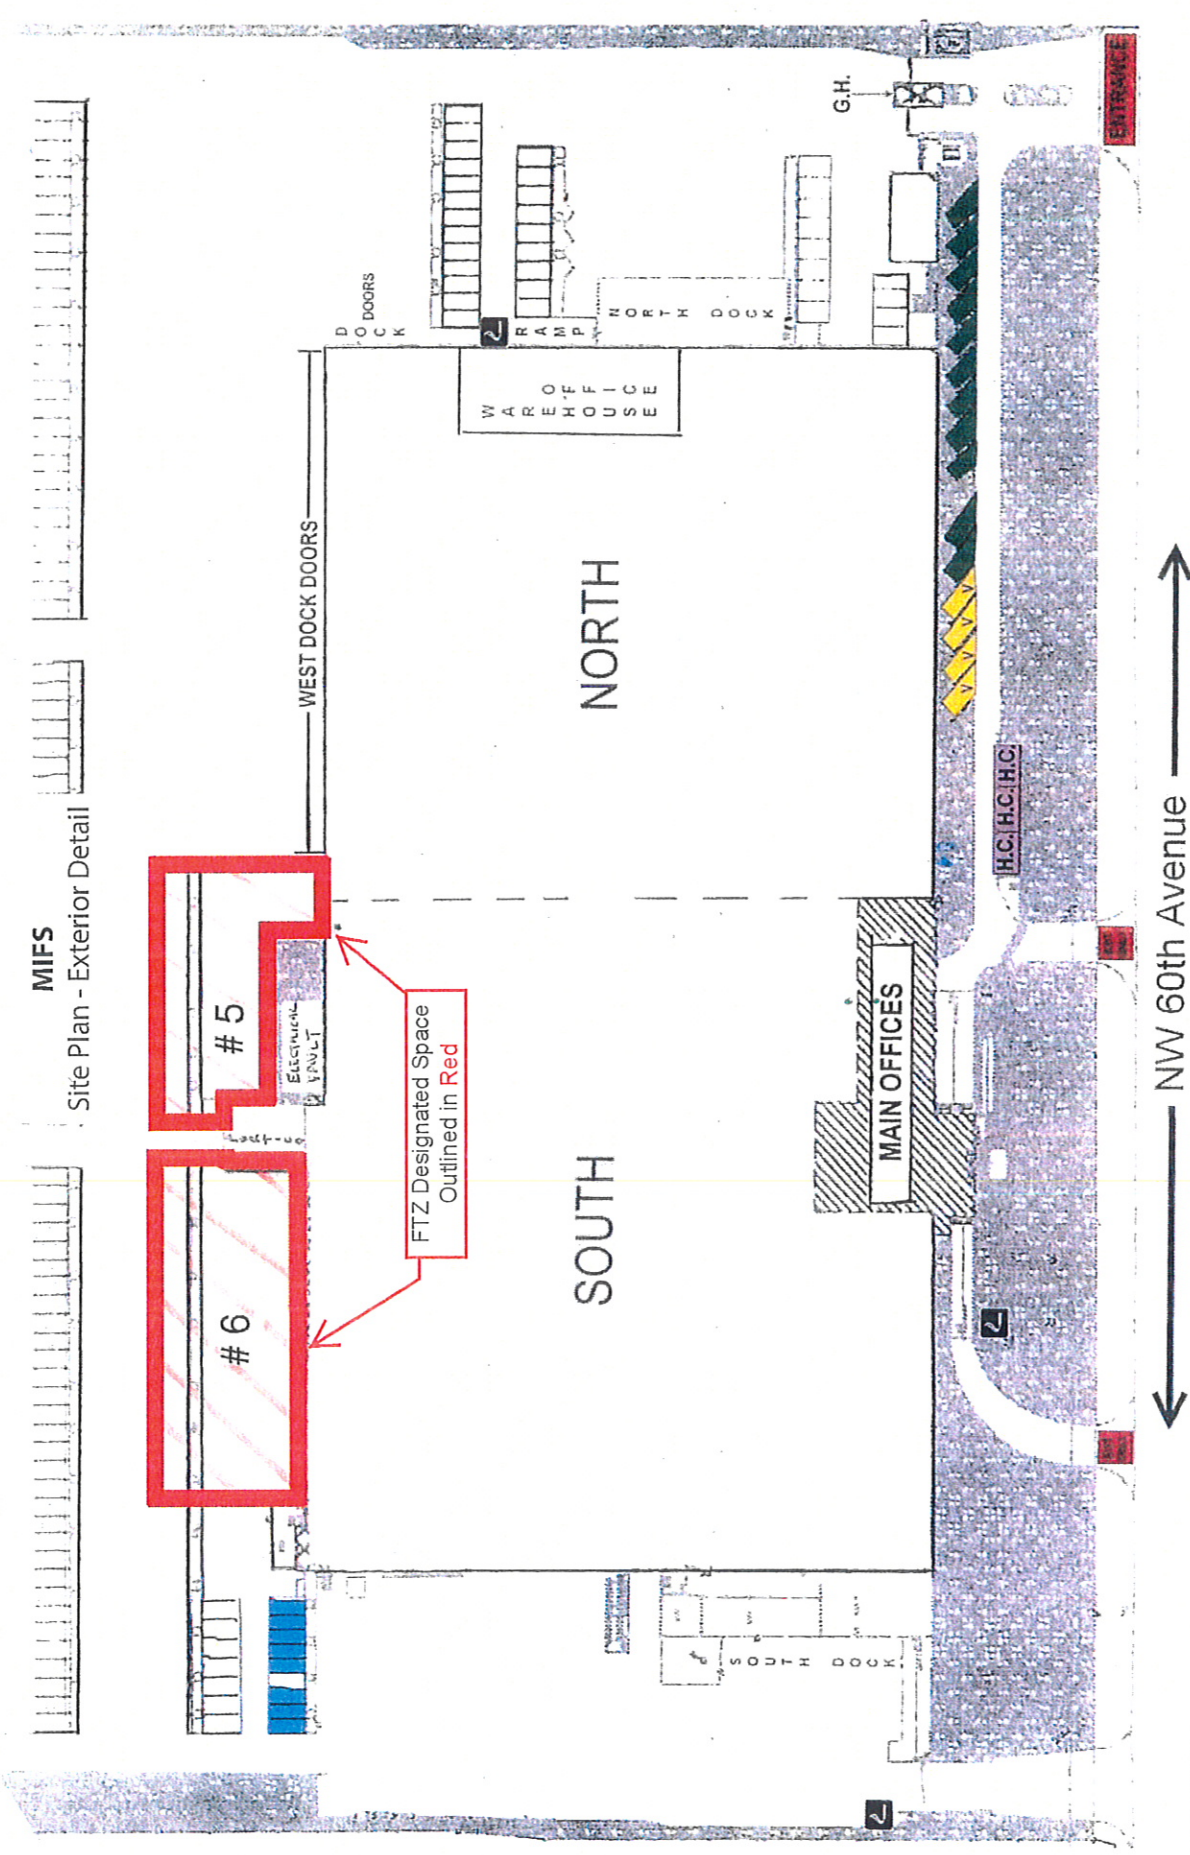 MIFS
Site Plan - Exterior Detail
WEST DOCK DOORS
DOCK
DOORS
RAMP
NORTH DOCK
G.H.
ENTRANCE
WAREHOUSE
OFFICE
# 6
# 5
ELECTRICAL
VAULT
FTZ Designated Space
Outlined in Red
SOUTH
NORTH
MAIN OFFICES
SOUTH DOCK
V V V V
H.C. H.C. H.C.
NW 60th Avenue